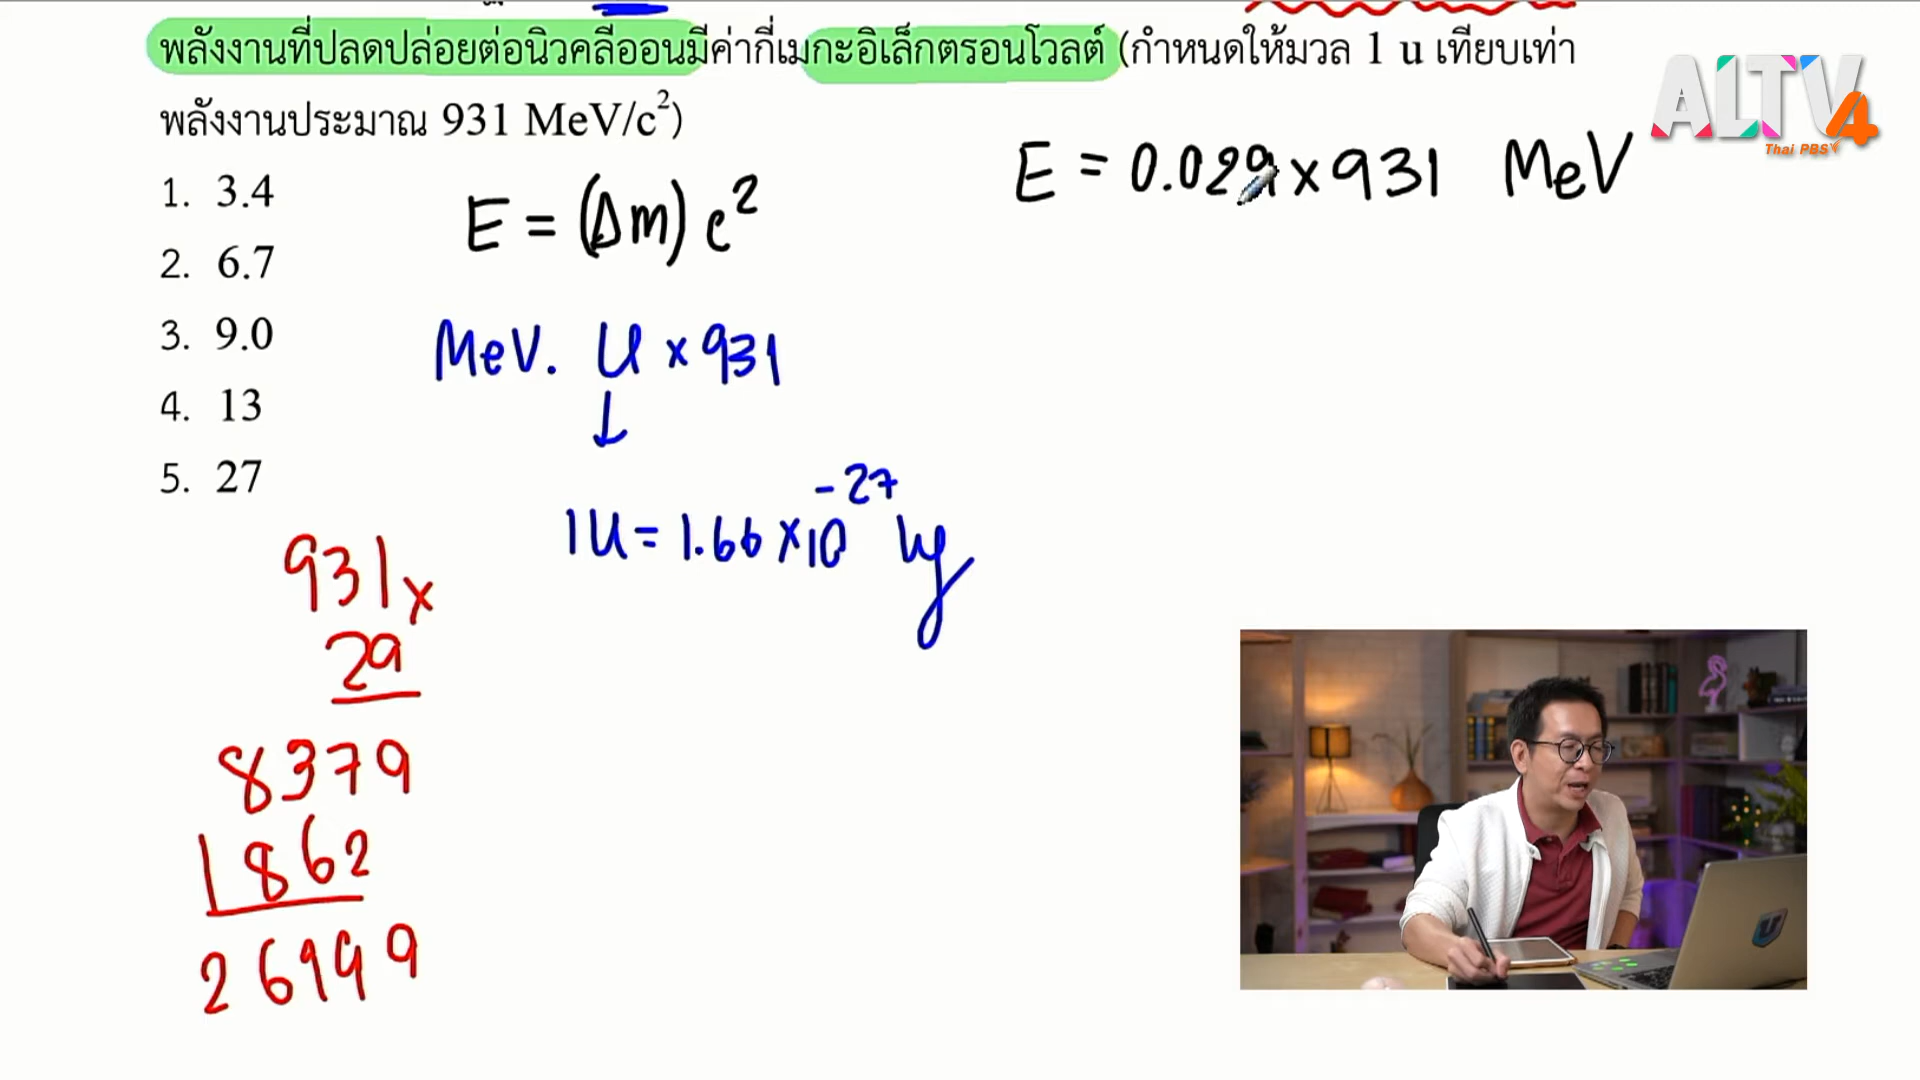 พลังงานที่ปลดปล่อยต่อนิวคลีออนมีค่ากี่เมกะอิเล็กตรอนโวลต์ (กำหนดให้มวล 1 u เทียบเท่า
พลังงานประมาณ 931 MeV/c²)
1. 3.4
2. 6.7
3. 9.0
4. 13
5. 27
E = (Δm) c²
E = 0.029 x 931 MeV
MeV. U x 931
↓
1U = 1.66 x 10⁻²⁷ kg
931 x
29
8379
1862
26999
ALTV4
Thai PBS